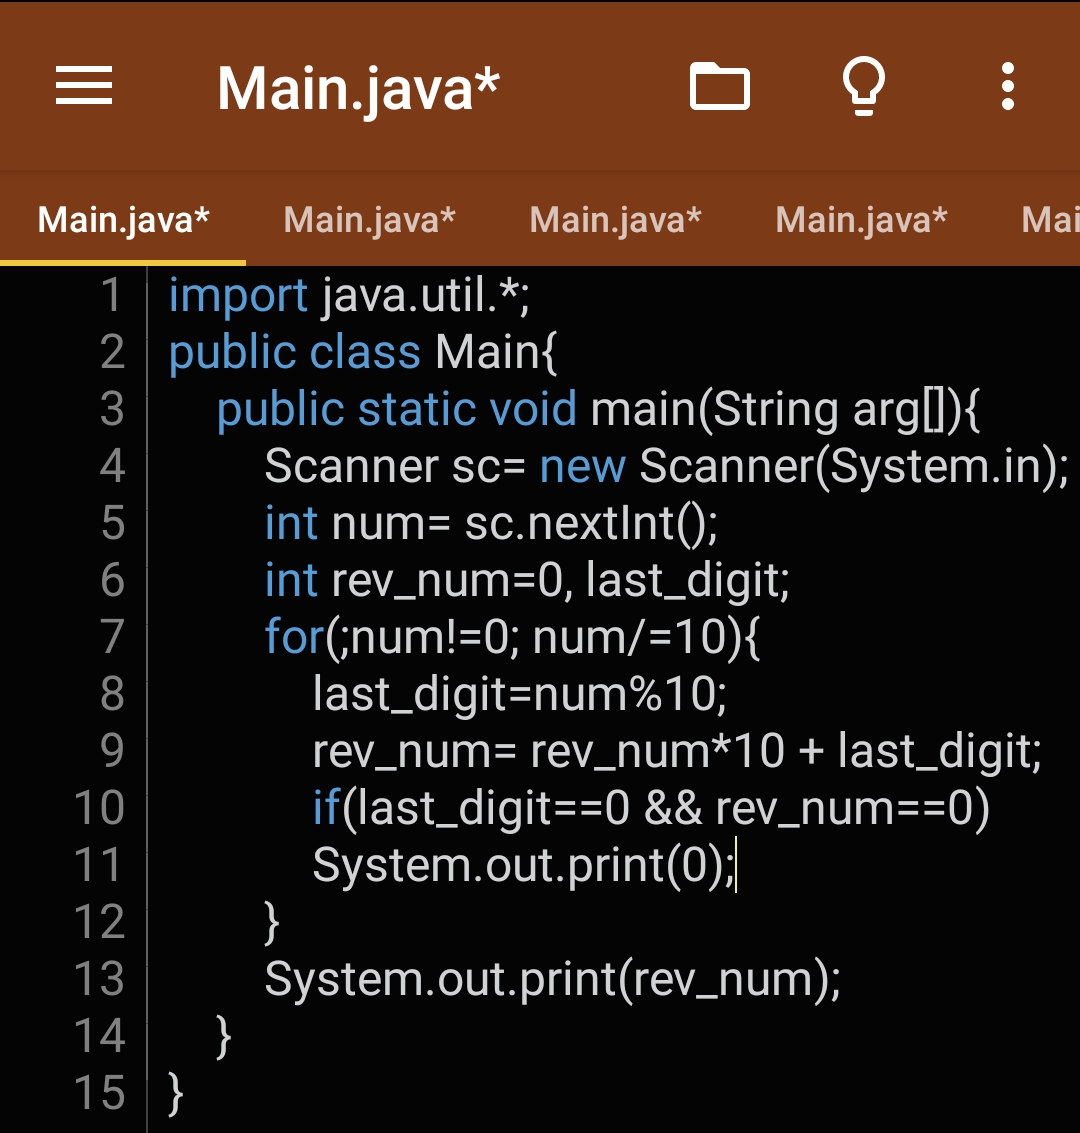 Main.java*
Main.java* Main.java* Main.java* Main.java* Mai
1 import java.util.*;
2 public class Main{
3 public static void main(String arg[]){
4 Scanner sc= new Scanner(System.in);
5 int num= sc.nextInt();
6 int rev_num=0, last_digit;
7 for(;num!=0; num/=10){
8 last_digit=num%10;
9 rev_num= rev_num*10 + last_digit;
10 if(last_digit==0 && rev_num==0)
11 System.out.print(0);
12 }
13 System.out.print(rev_num);
14 }
15 }